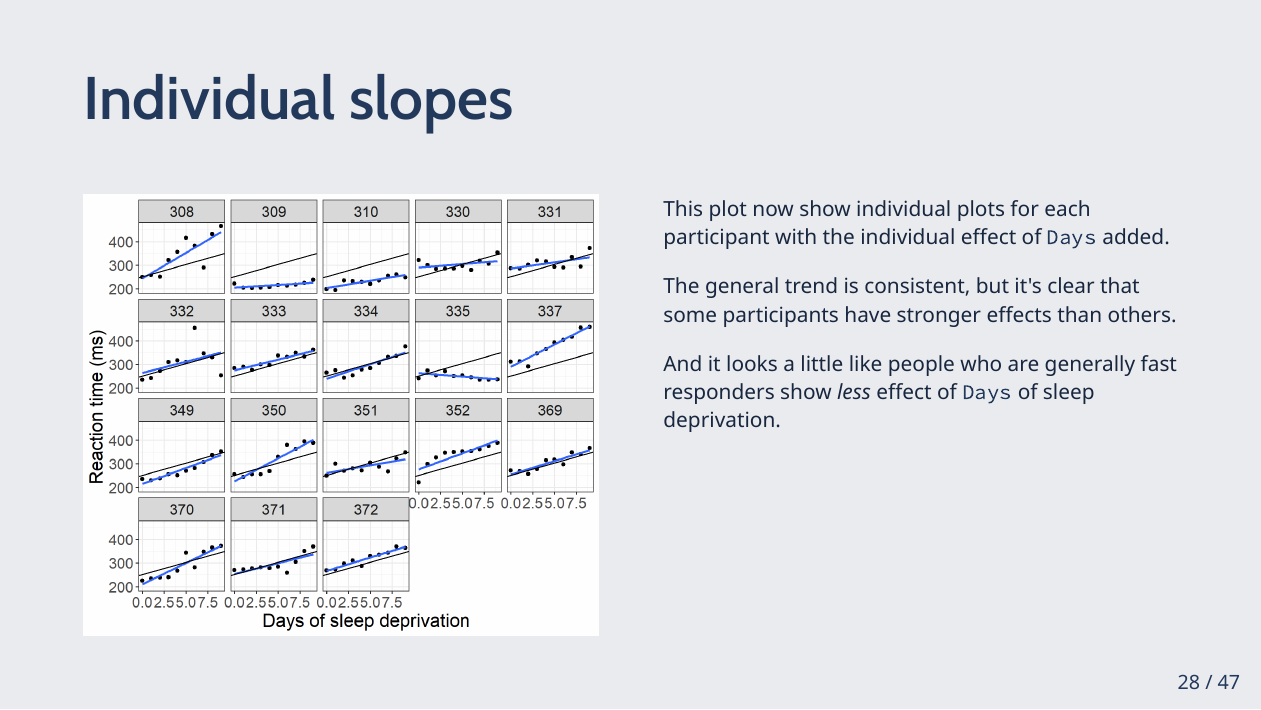 Individual slopes
308 309 310 330 331
400
300
200
332 333 334 335 337
400
300
200
349 350 351 352 369
400
300
200
0.02.55.07.5 0.02.55.07.5
370 371 372
400
300
200
0.02.55.07.5 0.02.55.07.5 0.02.55.07.5
Days of sleep deprivation
Reaction time (ms)
This plot now show individual plots for each
participant with the individual effect of Days added.
The general trend is consistent, but it's clear that
some participants have stronger effects than others.
And it looks a little like people who are generally fast
responders show less effect of Days of sleep
deprivation.
28 / 47